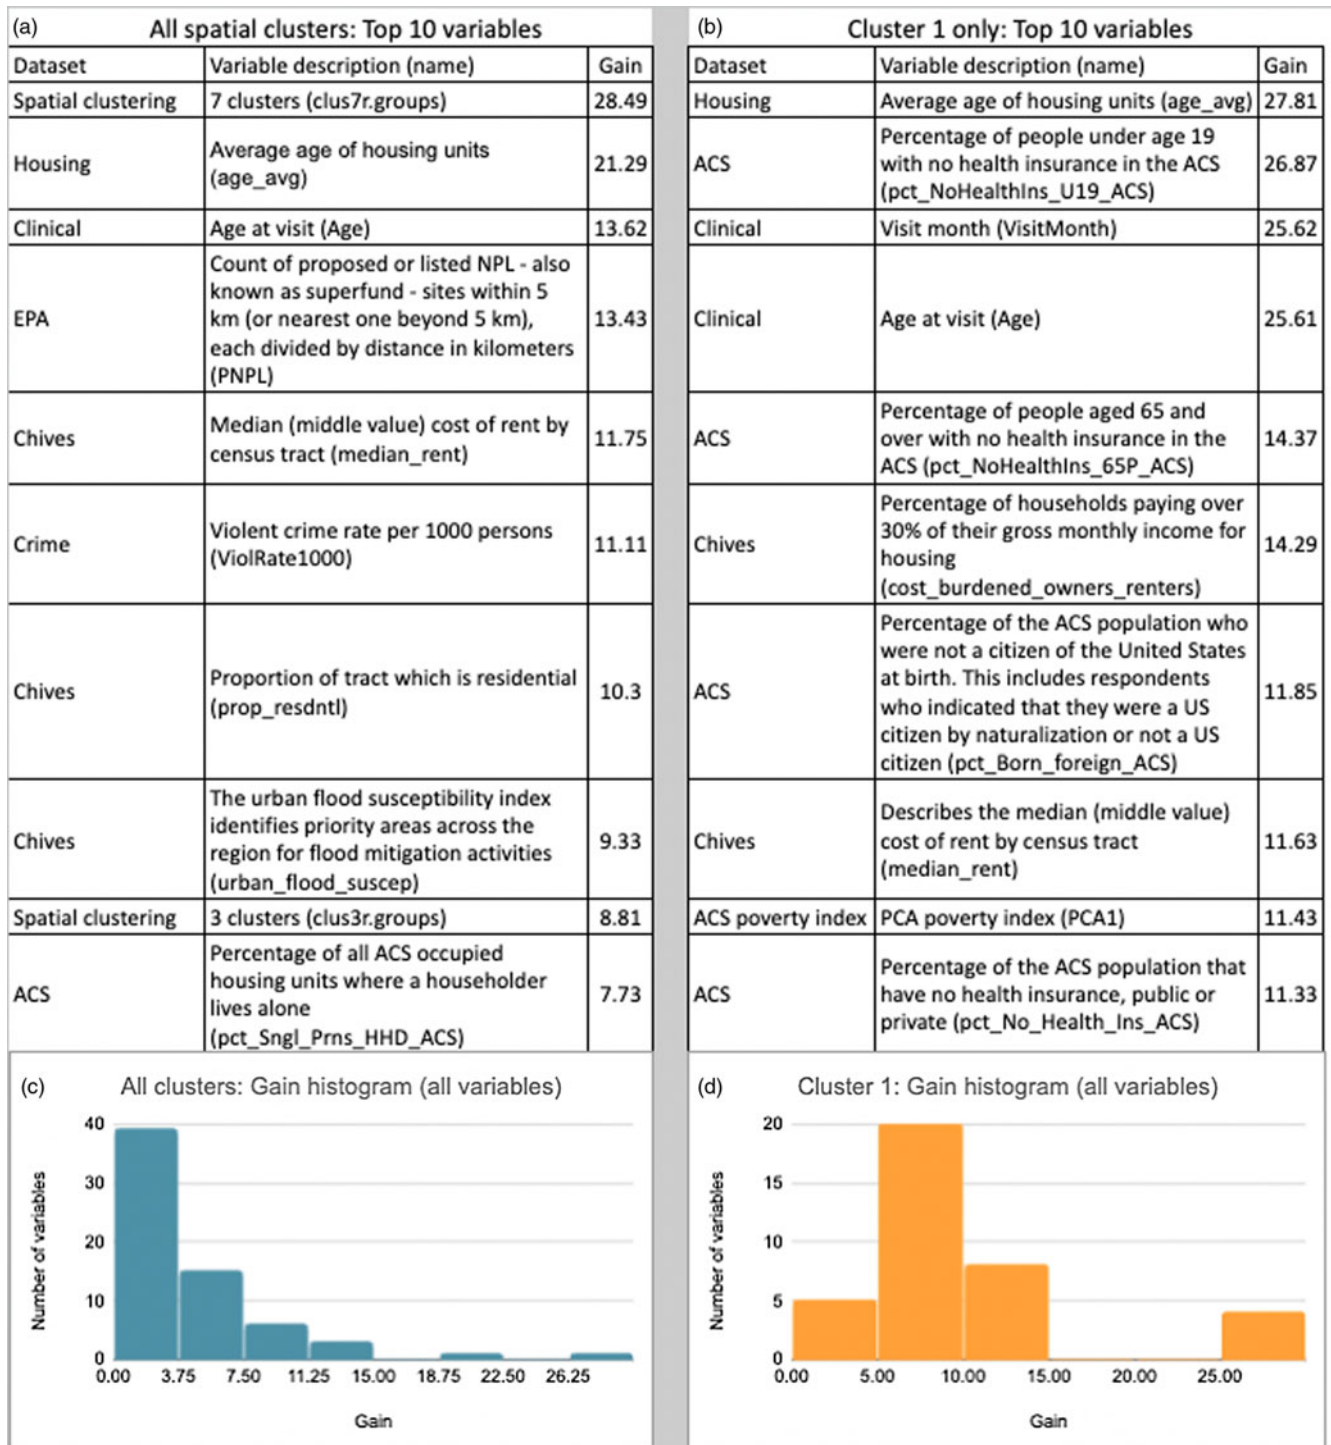 (a) All spatial clusters: Top 10 variables
Dataset Variable description (name) Gain
Spatial clustering 7 clusters (clus7r.groups) 28.49
Housing
Average age of housing units
(age_avg)
21.29
Clinical Age at visit (Age) 13.62
EPA
Count of proposed or listed NPL - also
known as superfund - sites within 5
km (or nearest one beyond 5 km),
each divided by distance in kilometers
(PNPL)
13.43
Chives
Median (middle value) cost of rent by
census tract (median_rent)
11.75
Crime
Violent crime rate per 1000 persons
(ViolRate1000)
11.11
Chives
Proportion of tract which is residential
(prop_resdntl)
10.3
Chives
The urban flood susceptibility index
identifies priority areas across the
region for flood mitigation activities
(urban_flood_suscep)
9.33
Spatial clustering 3 clusters (clus3r.groups) 8.81
ACS
Percentage of all ACS occupied
housing units where a householder
lives alone
(pct_Sngl_Prns_HHD_ACS)
7.73
(b) Cluster 1 only: Top 10 variables
Dataset Variable description (name) Gain
Housing Average age of housing units (age_avg) 27.81
ACS
Percentage of people under age 19
with no health insurance in the ACS
(pct_NoHealthIns_U19_ACS)
26.87
Clinical Visit month (VisitMonth) 25.62
Clinical Age at visit (Age) 25.61
ACS
Percentage of people aged 65 and
over with no health insurance in the
ACS (pct_NoHealthIns_65P_ACS)
14.37
Chives
Percentage of households paying over
30% of their gross monthly income for
housing
(cost_burdened_owners_renters)
14.29
ACS
Percentage of the ACS population who
were not a citizen of the United States
at birth. This includes respondents
who indicated that they were a US
citizen by naturalization or not a US
citizen (pct_Born_foreign_ACS)
11.85
Chives
Describes the median (middle value)
cost of rent by census tract
(median_rent)
11.63
ACS poverty index PCA poverty index (PCA1) 11.43
ACS
Percentage of the ACS population that
have no health insurance, public or
private (pct_No_Health_Ins_ACS)
11.33
(c) All clusters: Gain histogram (all variables)
Number of variables
40
30
20
10
0
0.00 3.75 7.50 11.25 15.00 18.75 22.50 26.25
Gain
(d) Cluster 1: Gain histogram (all variables)
Number of variables
20
15
10
5
0
0.00 5.00 10.00 15.00 20.00 25.00
Gain